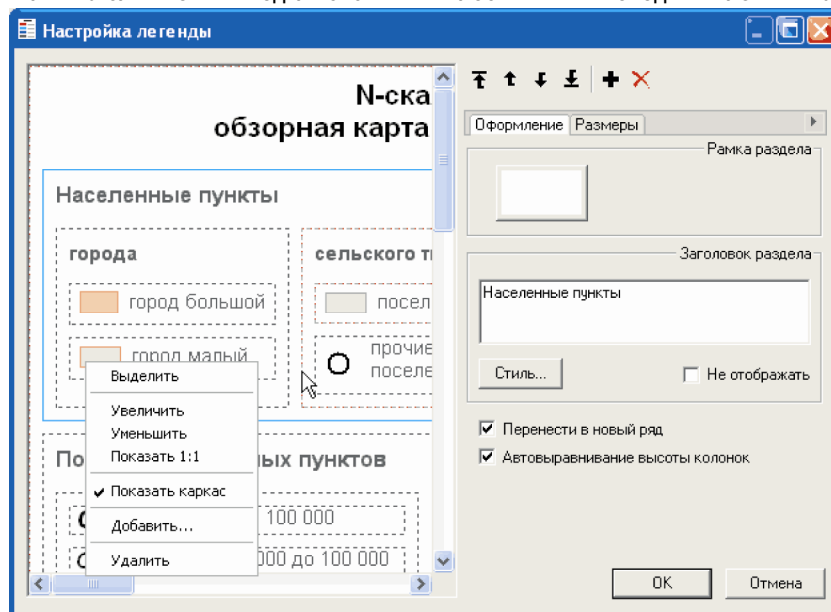 Настройка легенды
N-ска
обзорная карта
Населенные пункты
города
сельского
город большой
посел
город малый
прочие
поселе
Выделить
Увеличить
Уменьшить
Показать 1:1
Показать каркас
Добавить...
Удалить
По
ых пунктов
100 000
000 до 100 000
Оформление
Размеры
Рамка раздела
Заголовок раздела
Населенные пункты
Стиль...
Не отображать
Перенести в новый ряд
Автовыравнивание высоты колонок
OK
Отмена